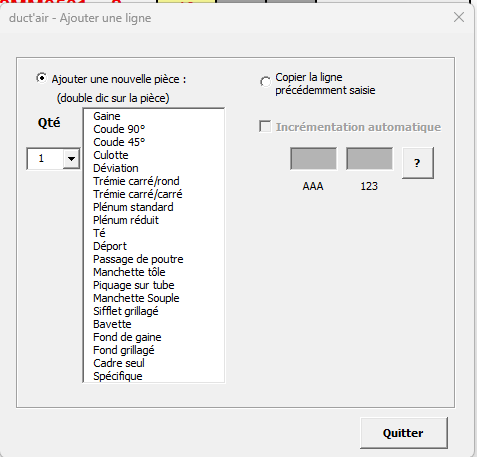 duct'air - Ajouter une ligne
Ajouter une nouvelle pièce :
(double clic sur la pièce)
Copier la ligne
précédemment saisie
Qté
1
Gaine
Coude 90°
Coude 45°
Culotte
Déviation
Trémie carré/rond
Trémie carré/carré
Plénum standard
Plénum réduit
Té
Déport
Passage de poutre
Manchette tôle
Piquage sur tube
Manchette Souple
Sifflet grillagé
Bavette
Fond de gaine
Fond grillagé
Cadre seul
Spécifique
Incrémentation automatique
?
AAA
123
Quitter